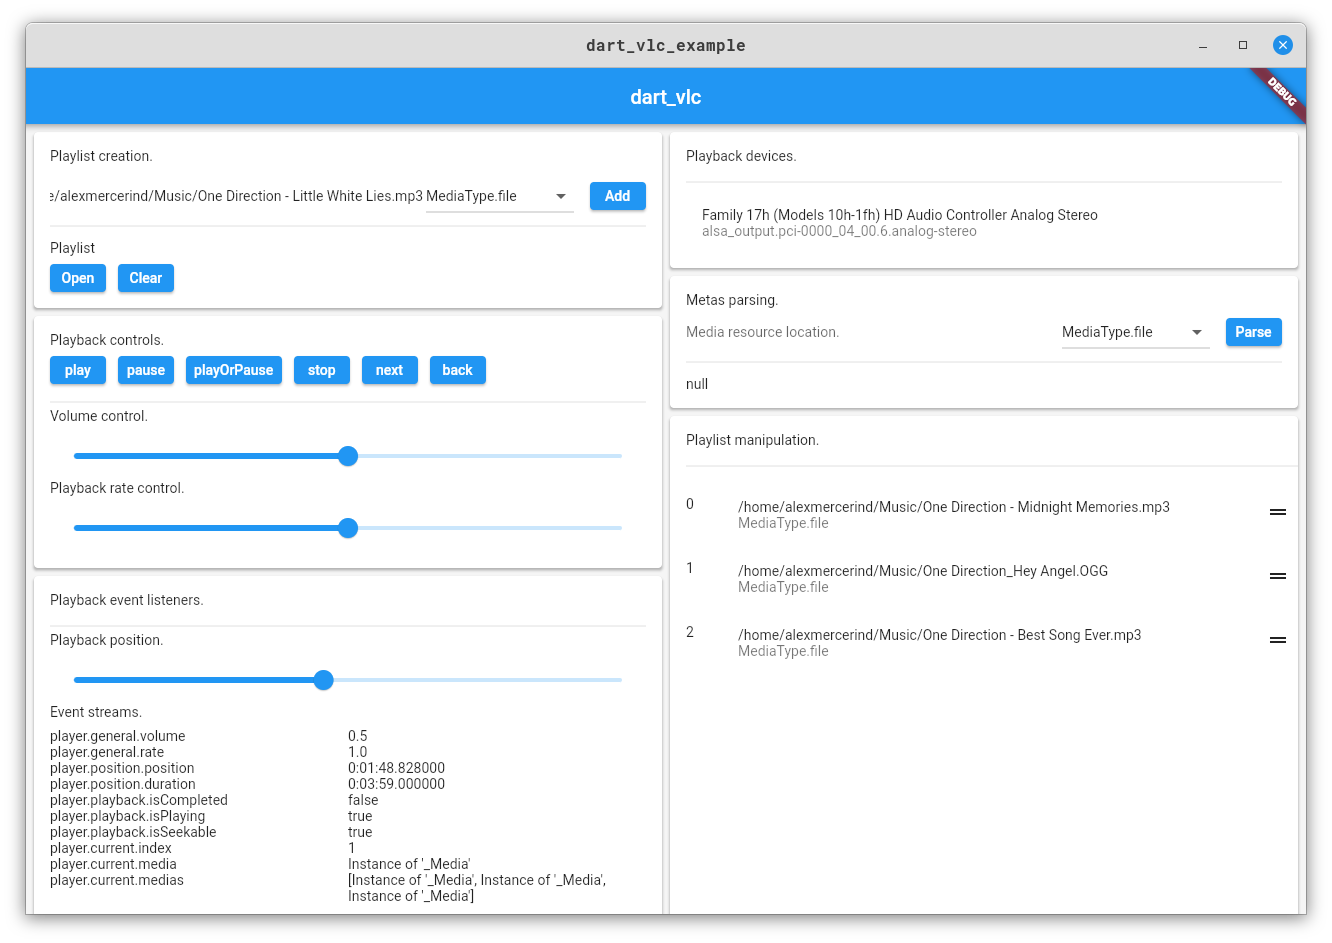 dart_vlc_example
dart_vlc
DEBUG
Playlist creation.
e/alexmercerind/Music/One Direction - Little White Lies.mp3 MediaType.file Add
Playlist
Open Clear
Playback controls.
play pause playOrPause stop next back
Volume control.
Playback rate control.
Playback event listeners.
Playback position.
Event streams.
player.general.volume 0.5
player.general.rate 1.0
player.position.position 0:01:48.828000
player.position.duration 0:03:59.000000
player.playback.isCompleted false
player.playback.isPlaying true
player.playback.isSeekable true
player.current.index 1
player.current.media Instance of '_Media'
player.current.medias [Instance of '_Media', Instance of '_Media',
Instance of '_Media']
Playback devices.
Family 17h (Models 10h-1fh) HD Audio Controller Analog Stereo
alsa_output.pci-0000_04_00.6.analog-stereo
Metas parsing.
Media resource location. MediaType.file Parse
null
Playlist manipulation.
0 /home/alexmercerind/Music/One Direction - Midnight Memories.mp3
MediaType.file
1 /home/alexmercerind/Music/One Direction_Hey Angel.OGG
MediaType.file
2 /home/alexmercerind/Music/One Direction - Best Song Ever.mp3
MediaType.file